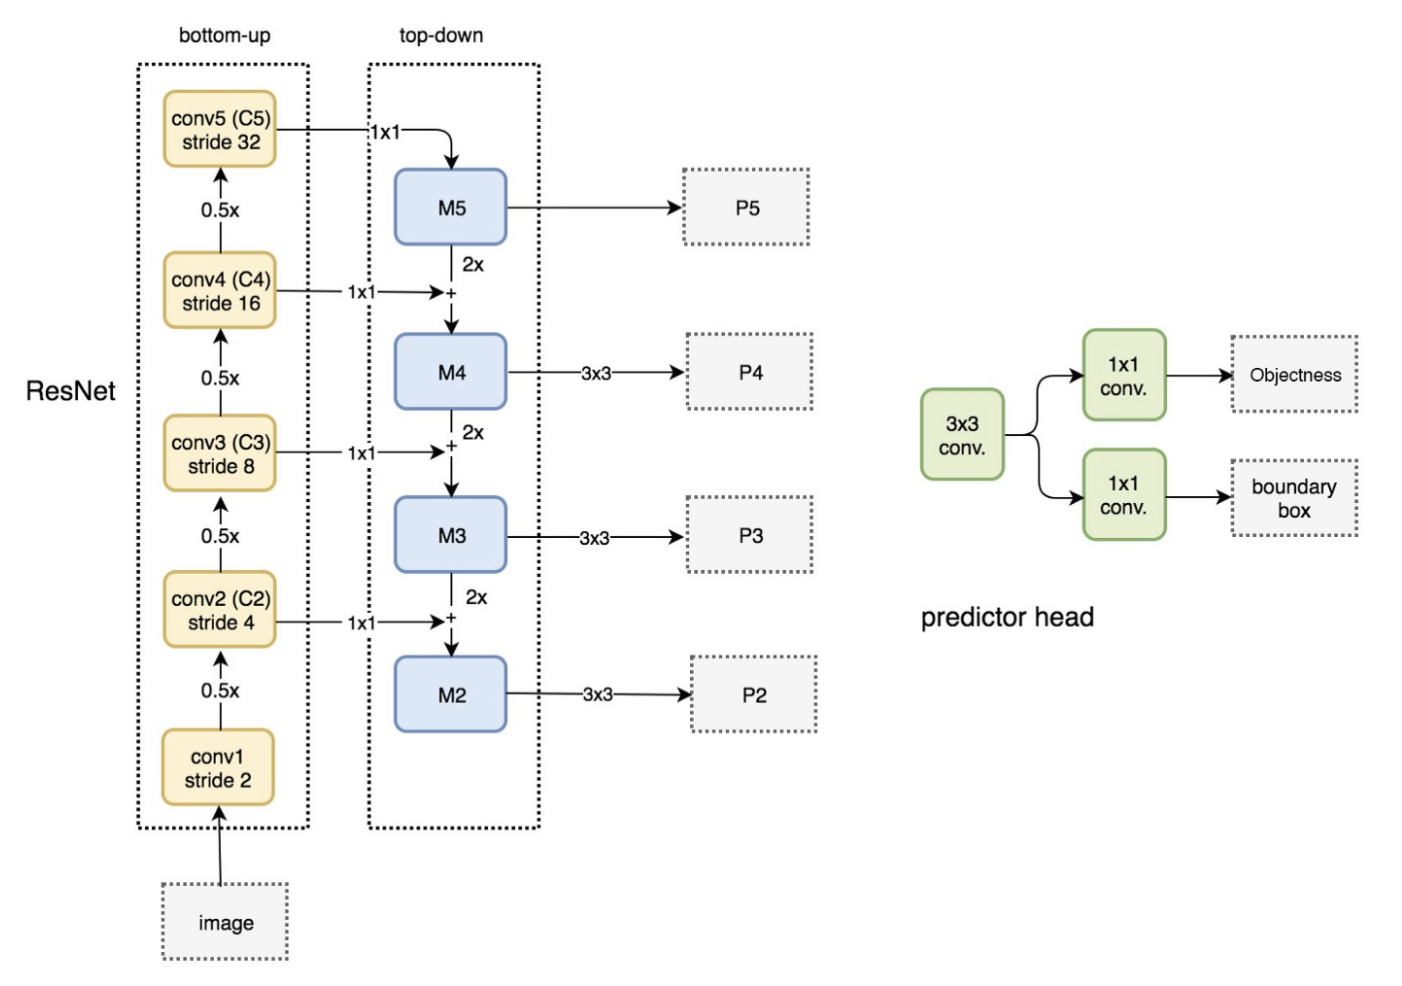 bottom-up
top-down
conv5 (C5)
stride 32
1x1
M5
P5
0.5x
2x
conv4 (C4)
stride 16
1x1
+
M4
3x3
P4
0.5x
2x
ResNet
conv3 (C3)
stride 8
1x1
+
M3
3x3
P3
0.5x
2x
conv2 (C2)
stride 4
1x1
+
M2
3x3
P2
0.5x
conv1
stride 2
image
3x3
conv.
1x1
conv.
Objectness
1x1
conv.
boundary
box
predictor head